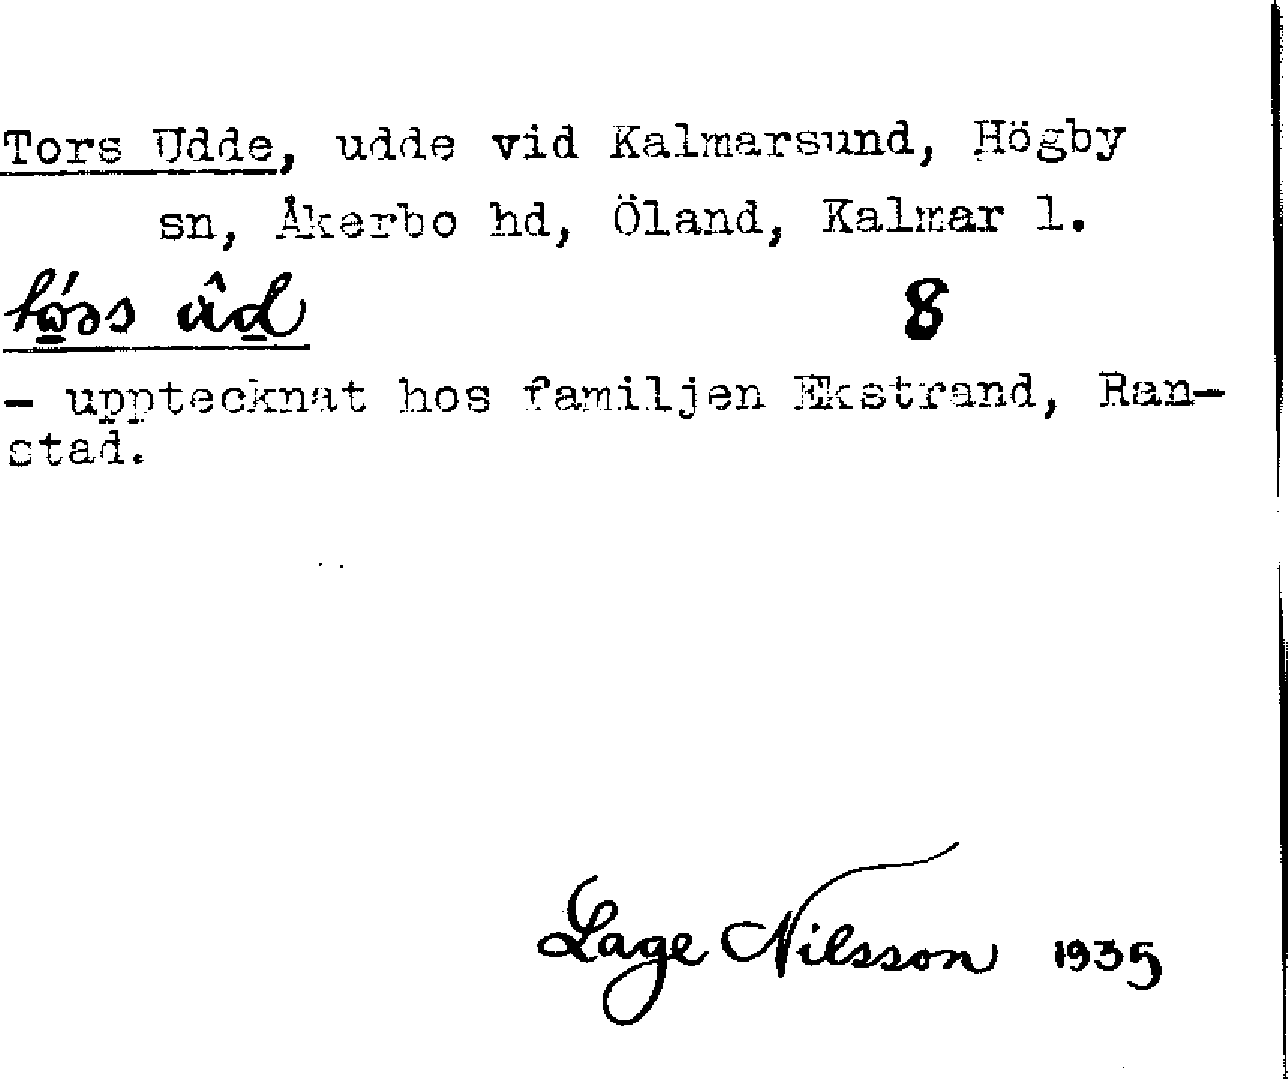 Tors Udde, udde vid Kalmarsund, Högby
sn, Åkerbo hd, Öland, Kalmar l.
8
- upptecknat hos familjen Ekstrand, Ran-
stad.
Lage Nilsson 1935